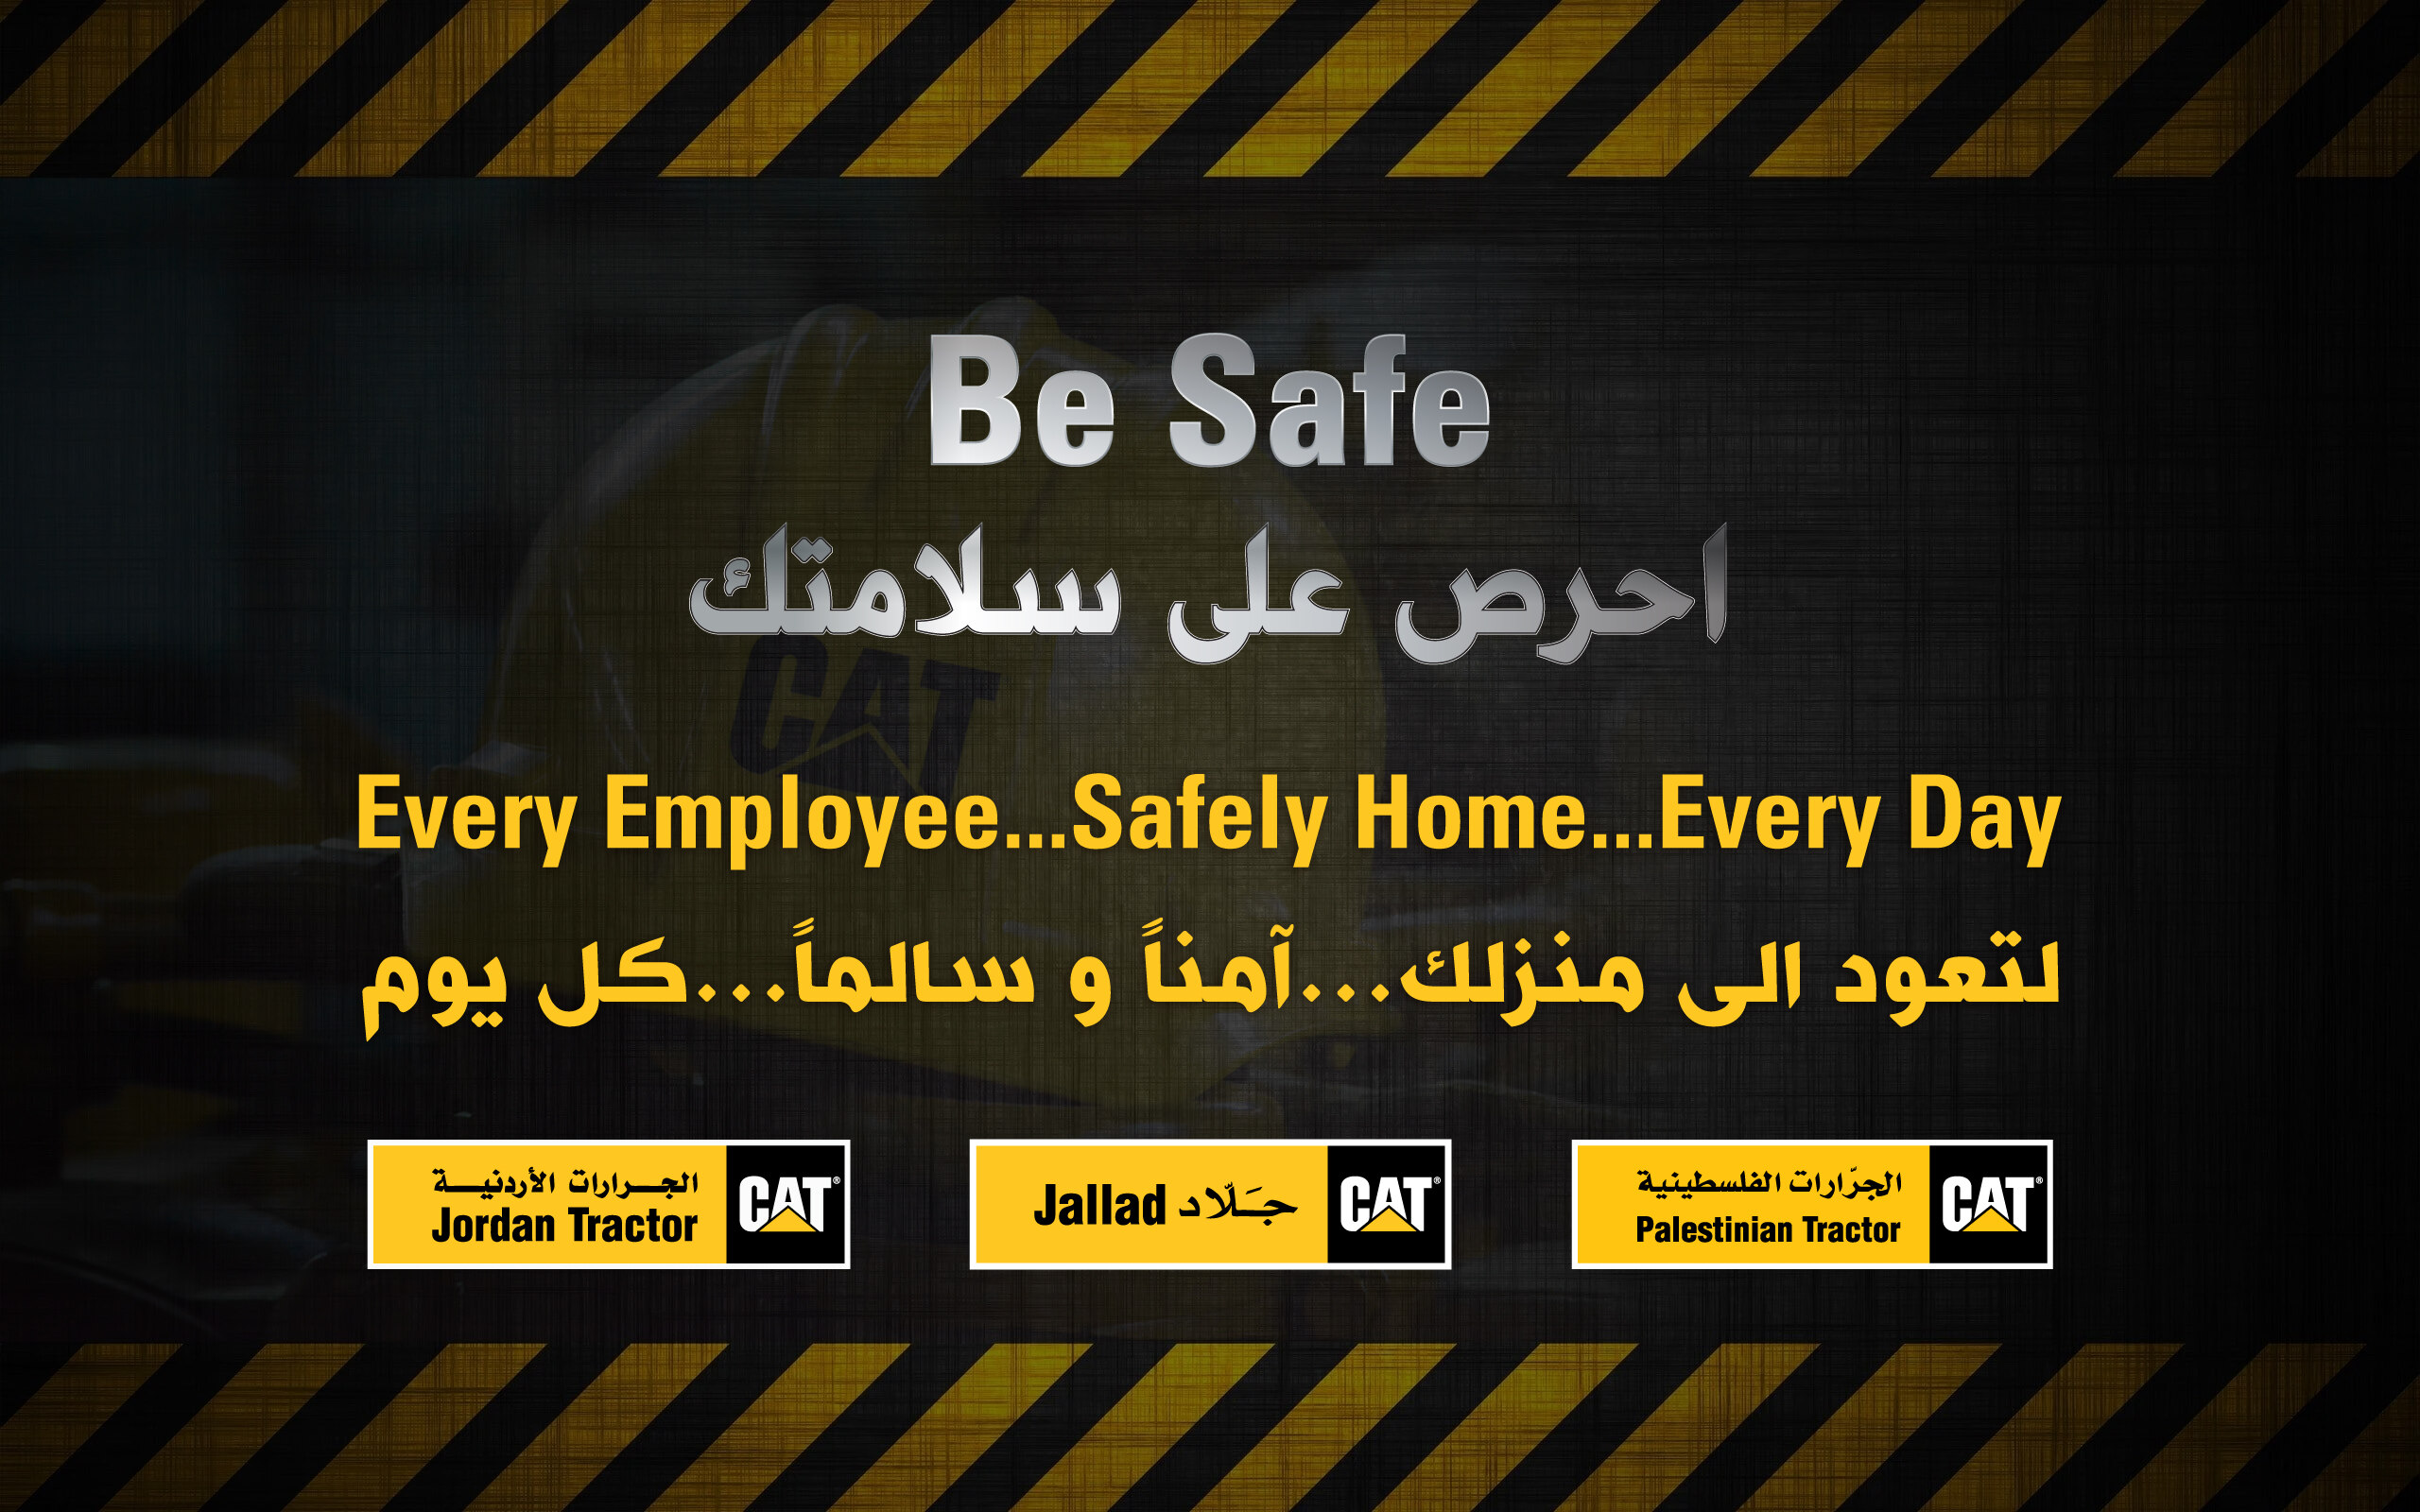 Be Safe
احرص على سلامتك
CAT
Every Employee...Safely Home...Every Day
لتعود الى منزلك...آمناً و سالماً...كل يوم
الجـــرارات الأردنيـــة
Jordan Tractor
CAT®
Jallad جَـلّاد
CAT®
الجرّارات الفلسطينية
Palestinian Tractor
CAT®